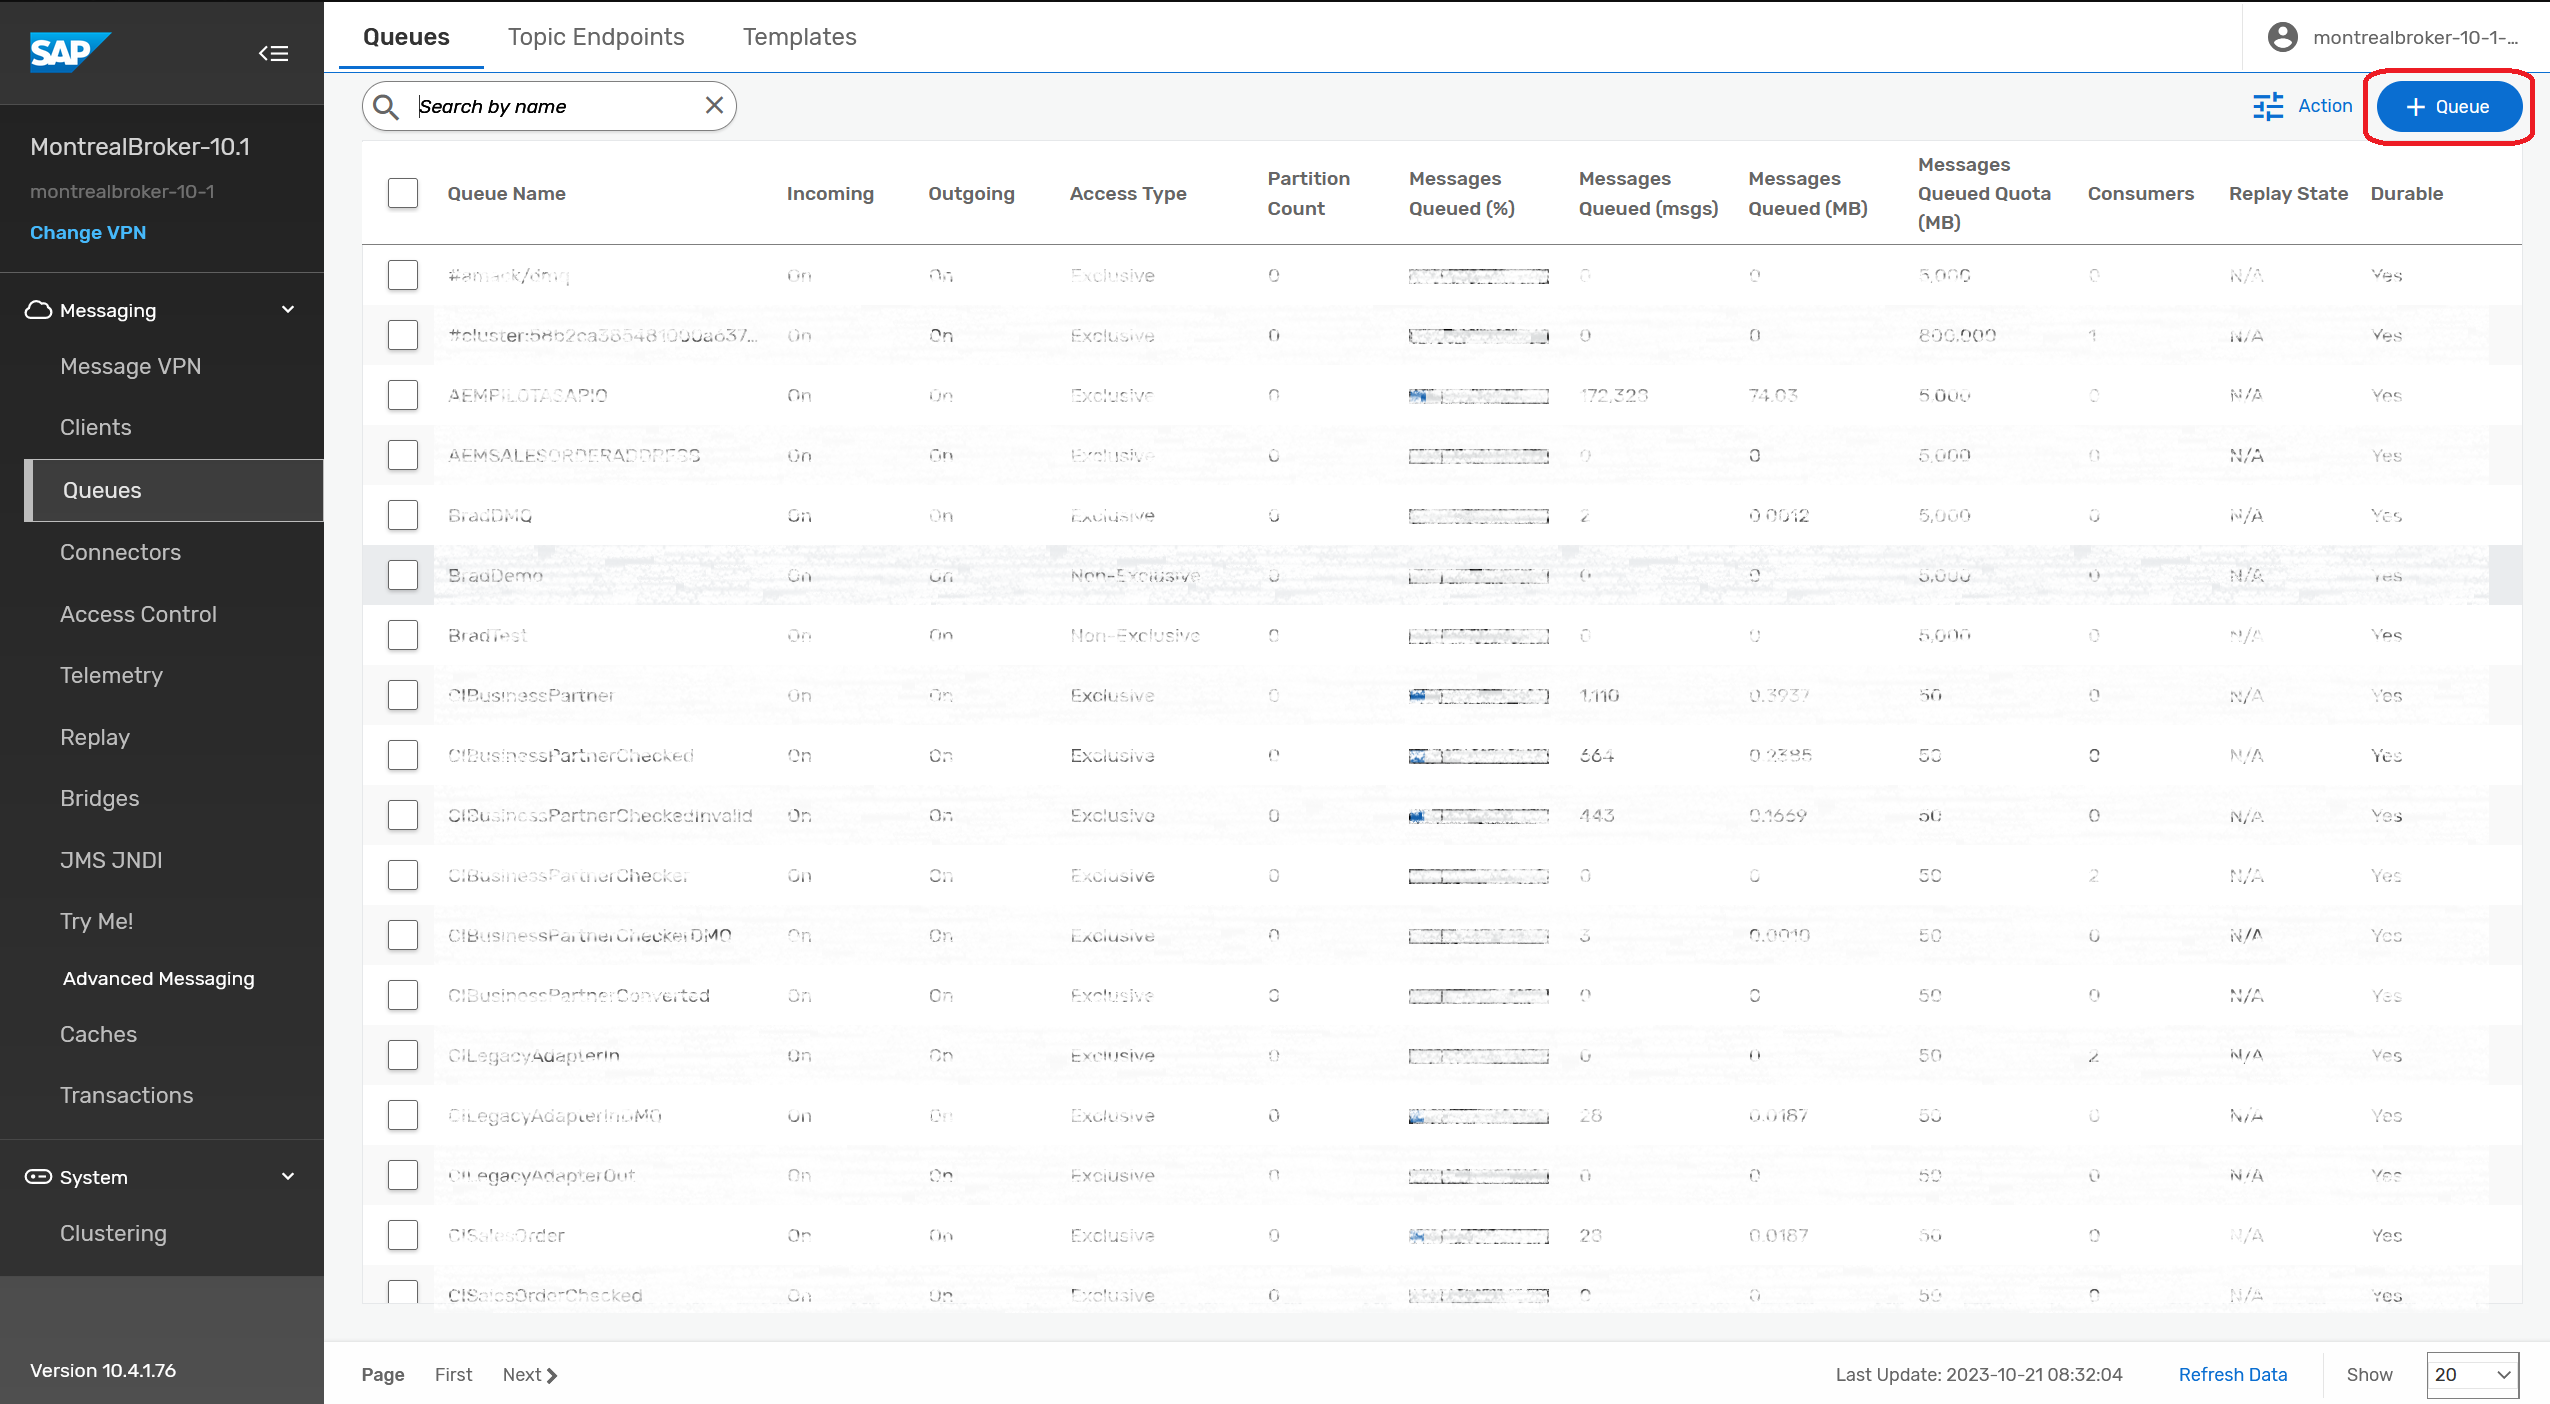 SAP
MontrealBroker-10.1
montrealbroker-10-1
Change VPN
Messaging
Message VPN
Clients
Queues
Connectors
Access Control
Telemetry
Replay
Bridges
JMS JNDI
Try Me!
Advanced Messaging
Caches
Transactions
System
Clustering
Version 10.4.1.76
Queues Topic Endpoints Templates
montrealbroker-10-1-...
Search by name
Action
+ Queue
Queue Name Incoming Outgoing Access Type Partition Count Messages Queued (%) Messages Queued (msgs) Messages Queued (MB) Messages Queued Quota (MB) Consumers Replay State Durable
On On Exclusive 0 0 0 5,000 0 N/A Yes
On On Exclusive 0 0 0 800,000 1 N/A Yes
AEMPILOTASAPIO On On Exclusive 0 172,328 74.03 5,000 0 N/A Yes
AEMSALESORDERADDRESS On On Exclusive 0 0 0 5,000 0 N/A Yes
BradDMQ On On Exclusive 0 2 0.0012 5,000 0 N/A Yes
BradDemo On On Non-Exclusive 0 0 0 5,000 0 N/A Yes
BradTest On On Non-Exclusive 0 0 0 5,000 0 N/A Yes
CIBusinessPartner On On Exclusive 0 1,110 0.3937 50 0 N/A Yes
CIBusinessPartnerChecked On On Exclusive 0 664 0.2385 50 0 N/A Yes
CIBusinessPartnerCheckedInvalid On On Exclusive 0 443 0.1669 50 0 N/A Yes
CIBusinessPartnerChecker On On Exclusive 0 0 0 50 2 N/A Yes
CIBusinessPartnerCheckerDMQ On On Exclusive 0 3 0.0010 50 0 N/A Yes
CIBusinessPartnerConverted On On Exclusive 0 0 0 50 0 N/A Yes
CILegacyAdapterIn On On Exclusive 0 0 0 50 2 N/A Yes
CILegacyAdapterInDMQ On On Exclusive 0 28 0.0187 50 0 N/A Yes
CILegacyAdapterOut On On Exclusive 0 0 0 50 0 N/A Yes
CISalesOrder On On Exclusive 0 28 0.0187 50 0 N/A Yes
CISalesOrderChecked On On Exclusive 0 0 0 50 0 N/A Yes
Page First Next
Last Update: 2023-10-21 08:32:04 Refresh Data Show 20